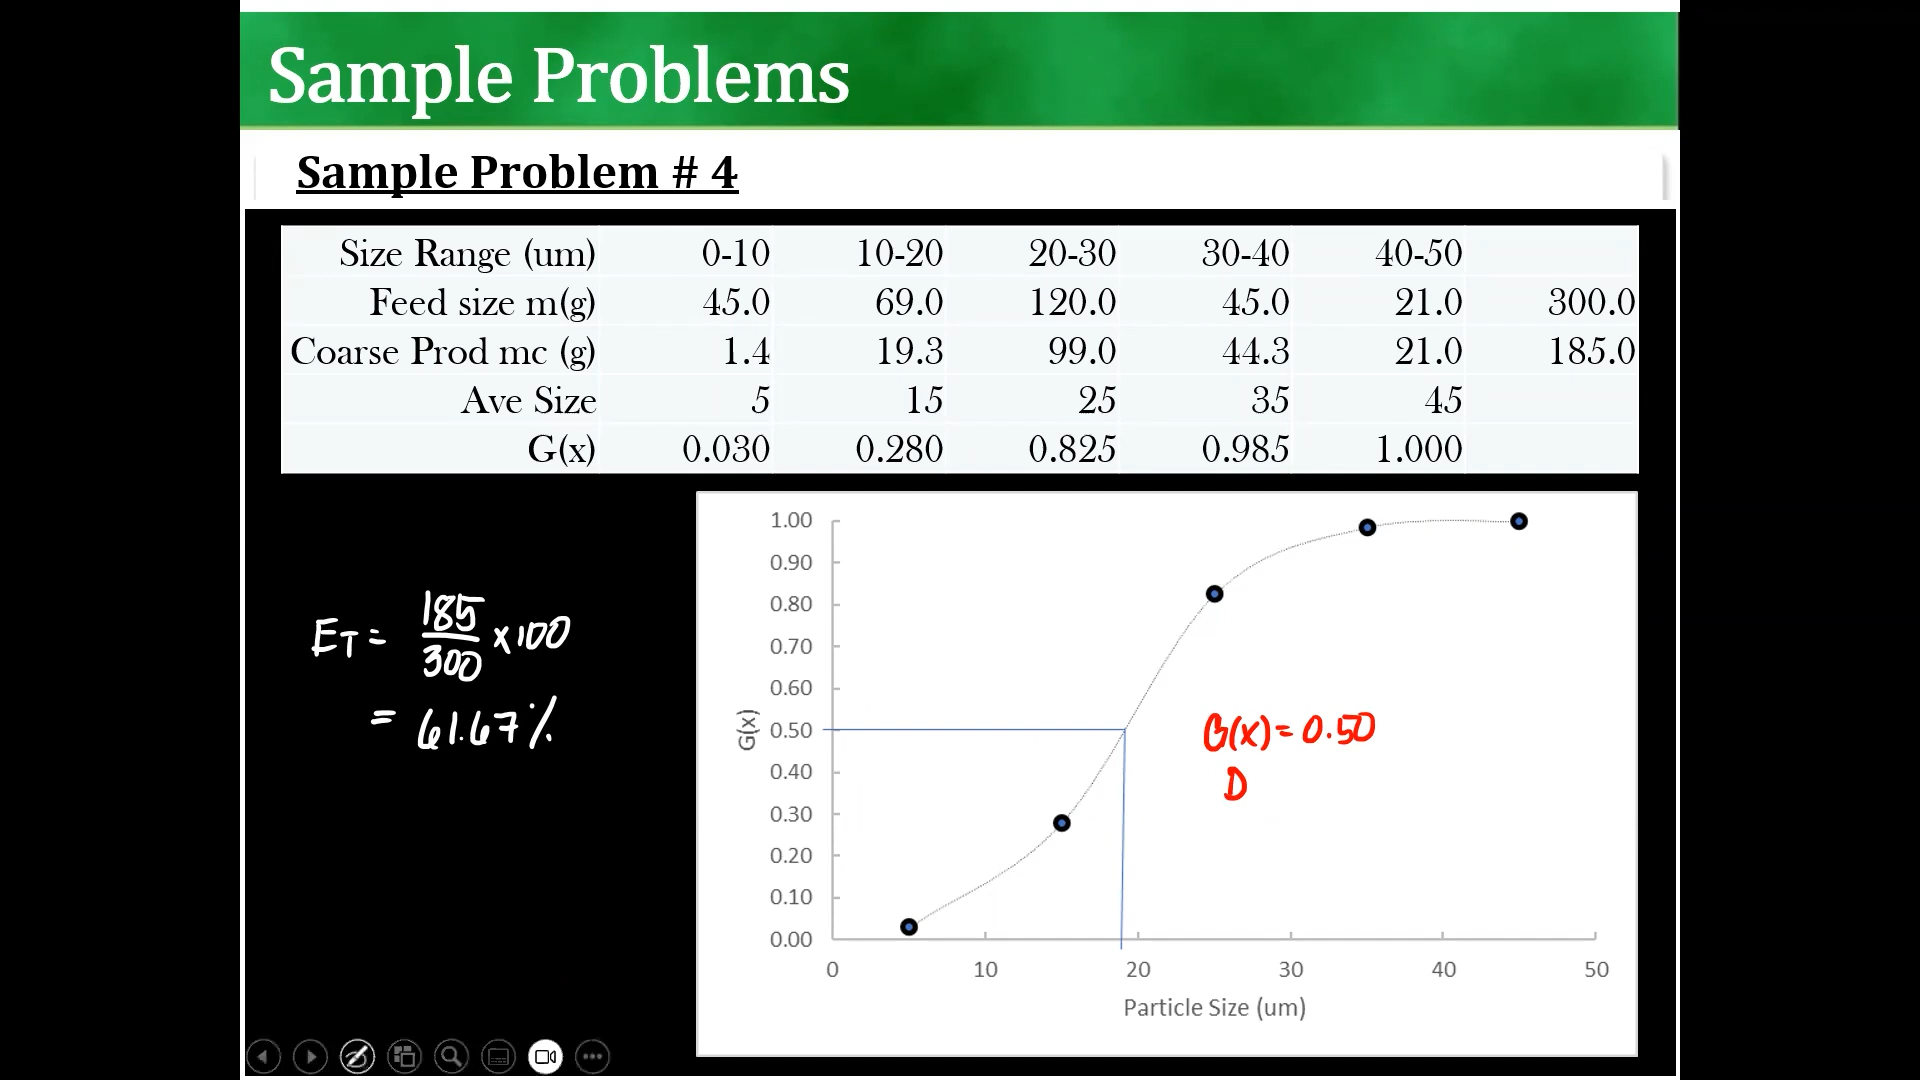 Sample Problems
Sample Problem # 4
Size Range (um) 0-10 10-20 20-30 30-40 40-50
Feed size m(g) 45.0 69.0 120.0 45.0 21.0 300.0
Coarse Prod mc (g) 1.4 19.3 99.0 44.3 21.0 185.0
Ave Size 5 15 25 35 45
G(x) 0.030 0.280 0.825 0.985 1.000
E_T = 185/300 x 100
= 61.67%
1.00
0.90
0.80
0.70
0.60
0.50
0.40
0.30
0.20
0.10
0.00
G(x)
G(x) = 0.50
D
0 10 20 30 40 50
Particle Size (um)